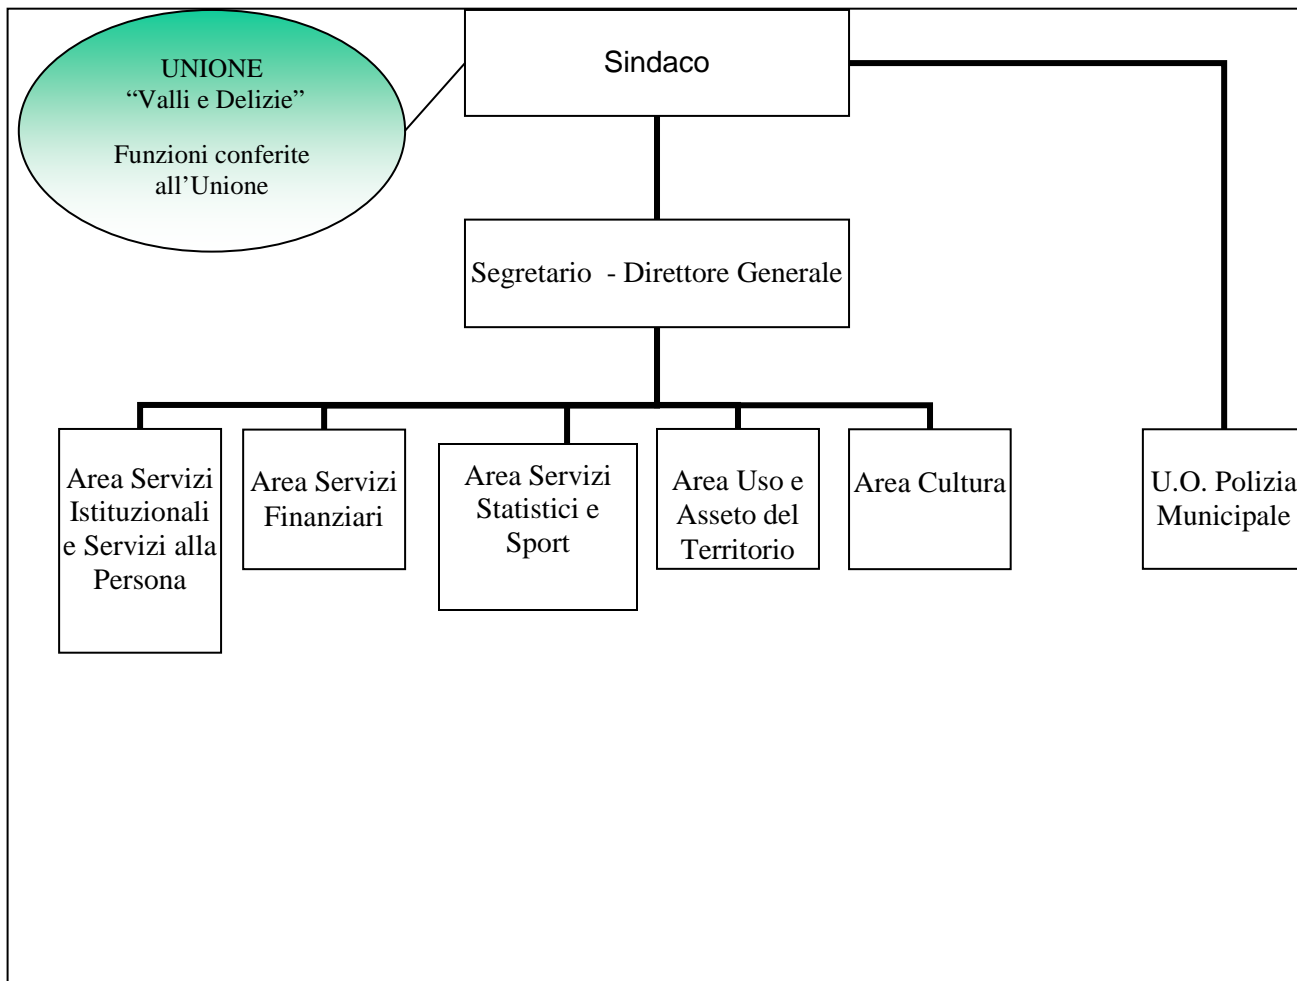 UNIONE
“Valli e Delizie”
Funzioni conferite
all’Unione
Sindaco
Segretario - Direttore Generale
Area Servizi
Istituzionali
e Servizi alla
Persona
Area Servizi
Finanziari
Area Servizi
Statistici e
Sport
Area Uso e
Asseto del
Territorio
Area Cultura
U.O. Polizia
Municipale